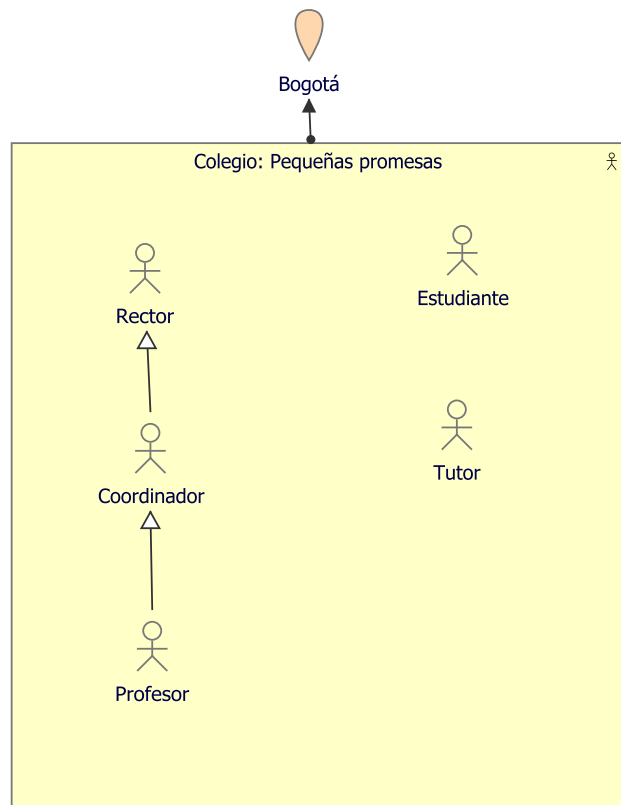 Bogotá
Colegio: Pequeñas promesas
Rector
Estudiante
Coordinador
Tutor
Profesor